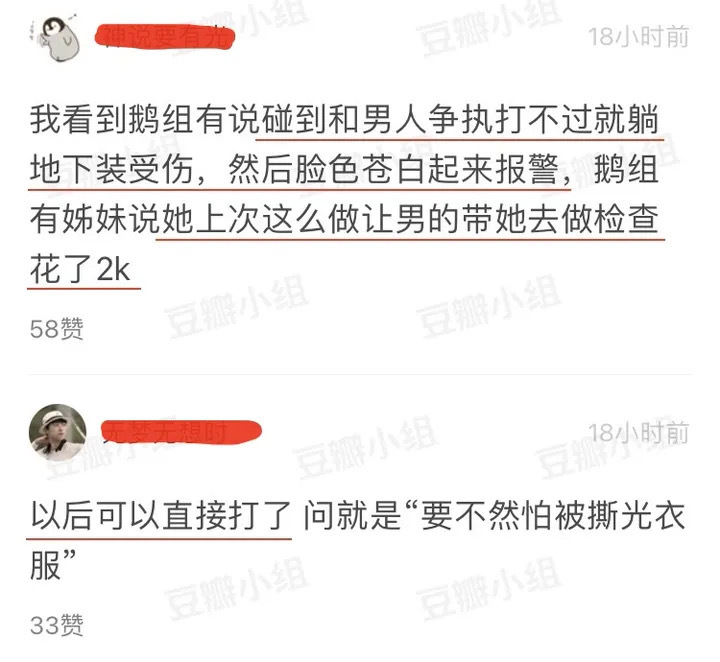 18小时前
我看到鹅组有说碰到和男人争执打不过就躺
地下装受伤，然后脸色苍白起来报警，鹅组
有姊妹说她上次这么做让男的带她去做检查
花了2k
58赞
18小时前
以后可以直接打了 问就是“要不然怕被撕光衣
服”
33赞
豆瓣小组